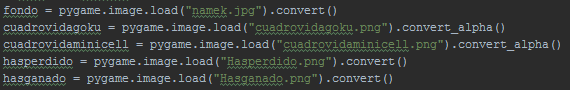 fondo = pygame.image.load("namek.jpg").convert()
cuadrovidagoku = pygame.image.load("cuadrovidagoku.png").convert_alpha()
cuadrovidaminicell = pygame.image.load("cuadrovidaminicell.png").convert_alpha()
hasperdido = pygame.image.load("Hasperdido.png").convert()
hasganado = pygame.image.load("Hasganado.png").convert()